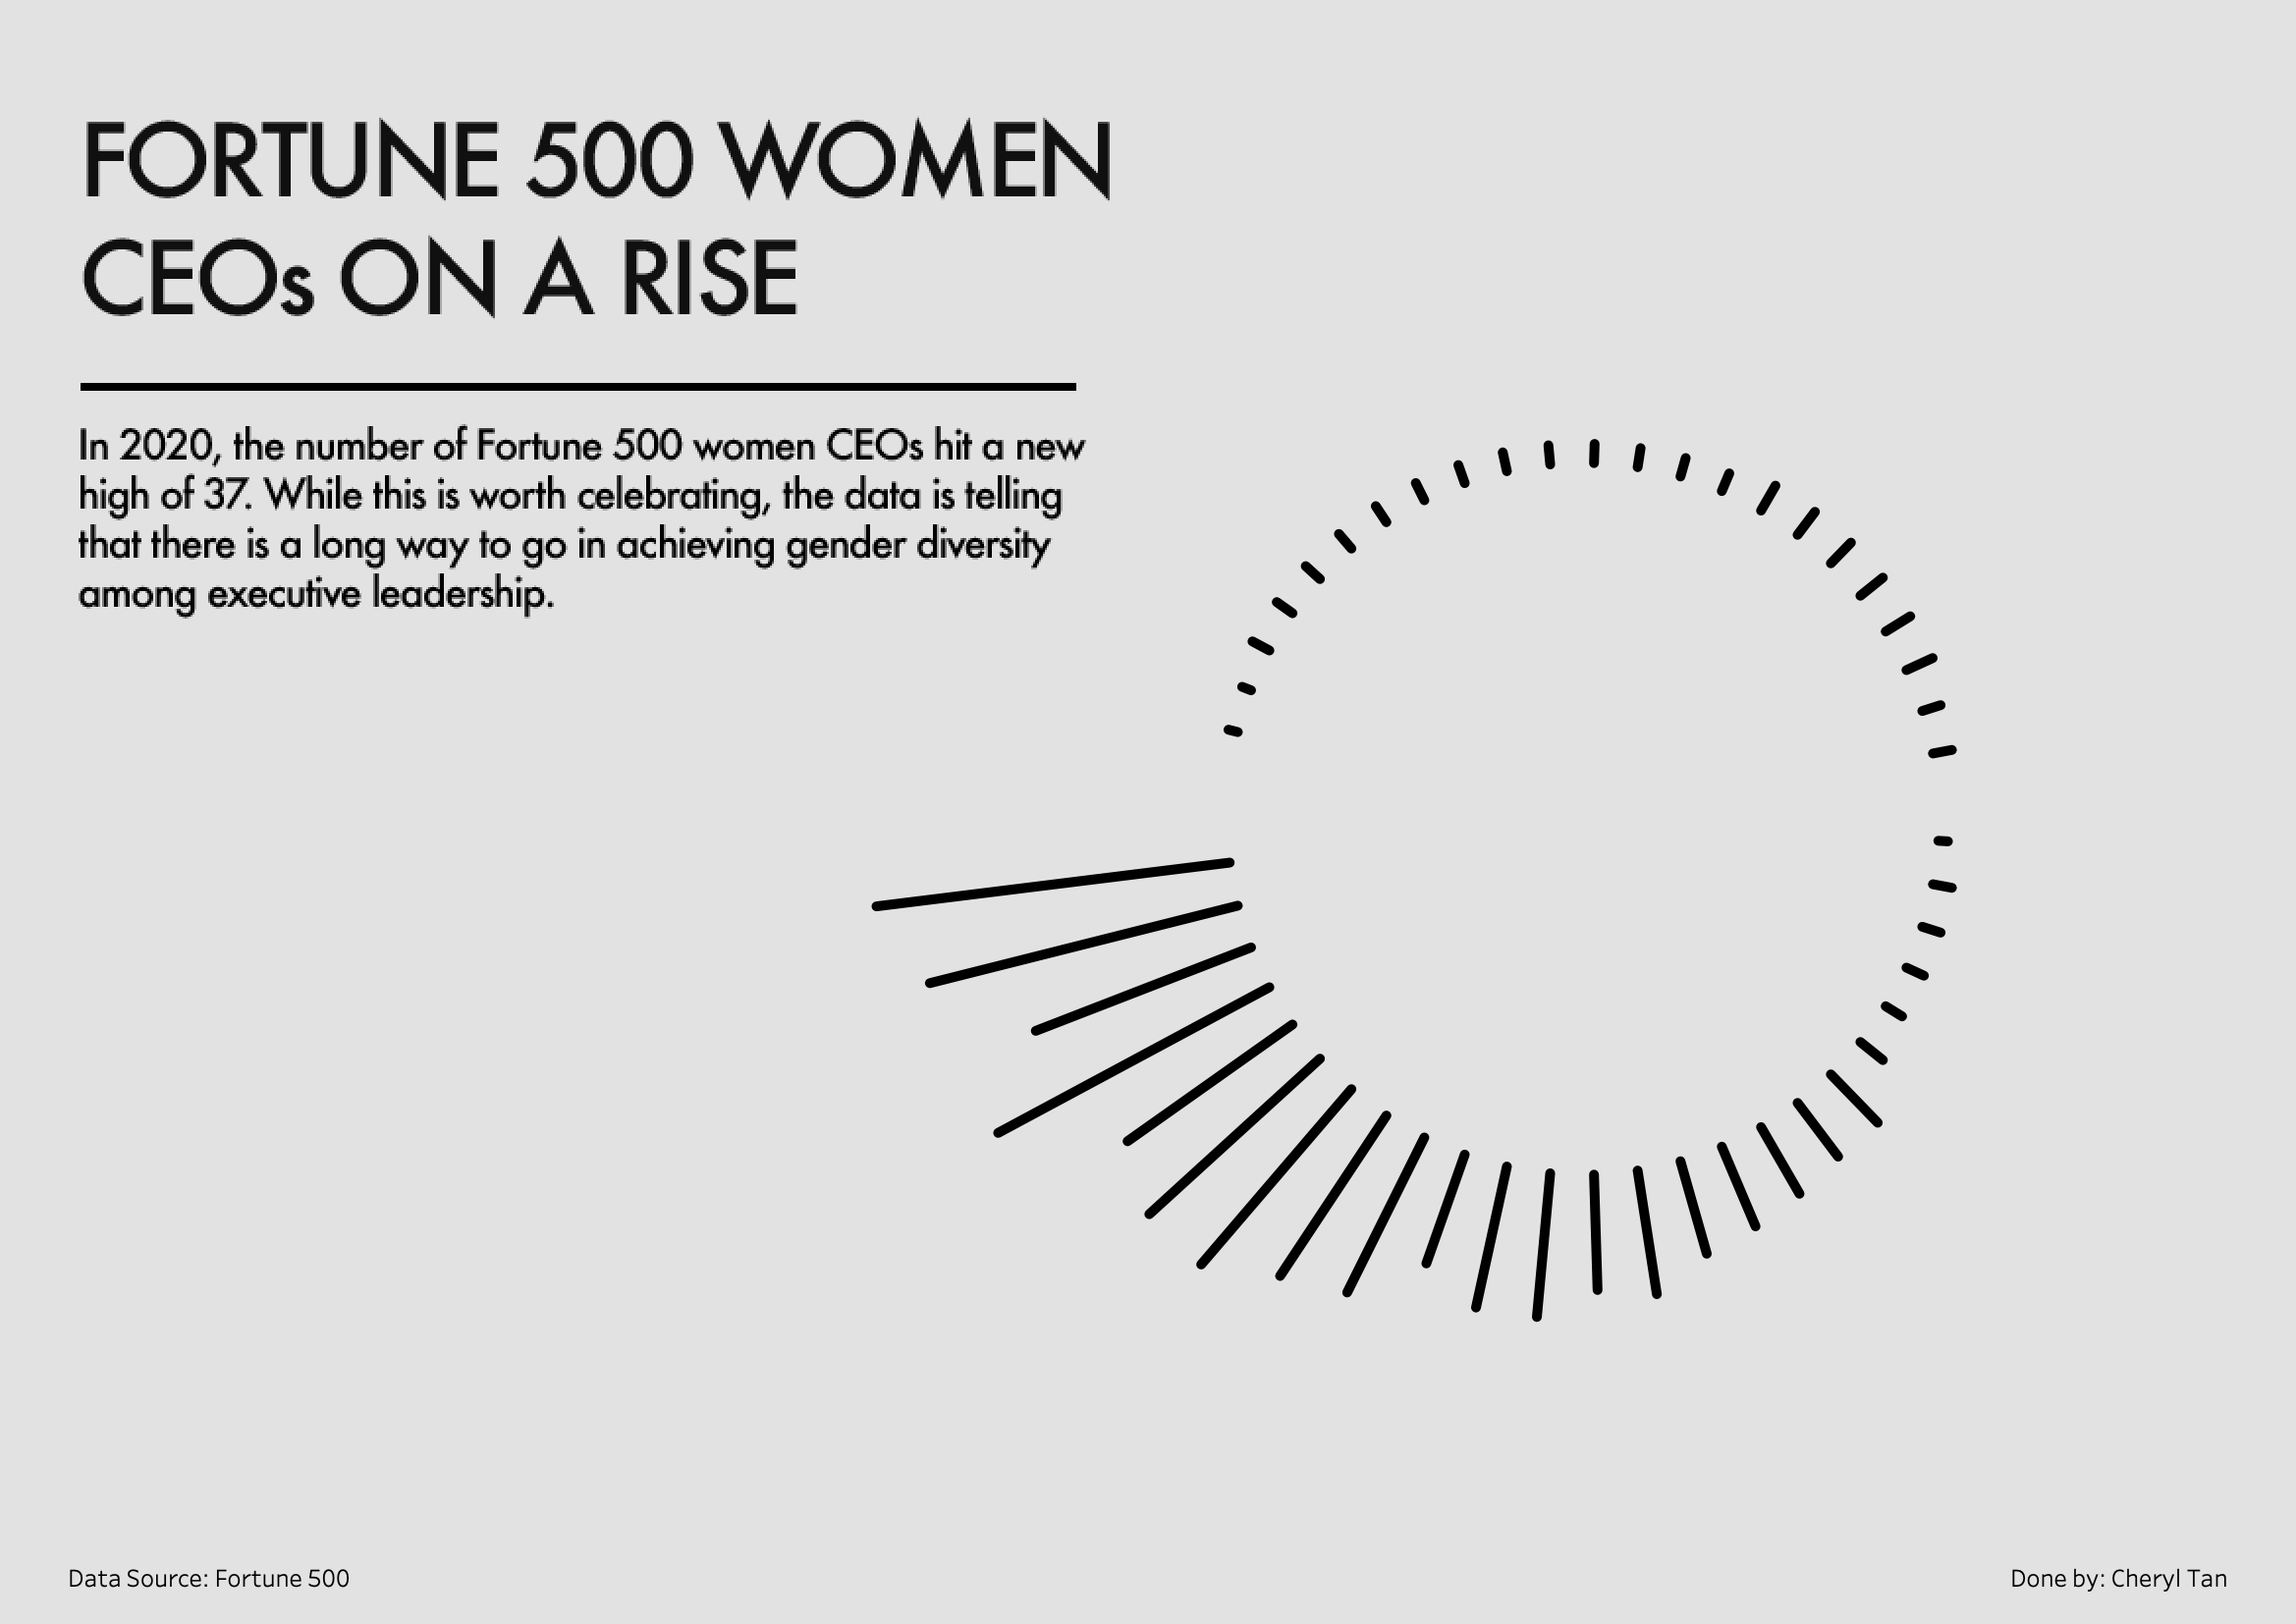 FORTUNE 500 WOMEN
CEOs ON A RISE
In 2020, the number of Fortune 500 women CEOs hit a new
high of 37. While this is worth celebrating, the data is telling
that there is a long way to go in achieving gender diversity
among executive leadership.
Data Source: Fortune 500
Done by: Cheryl Tan